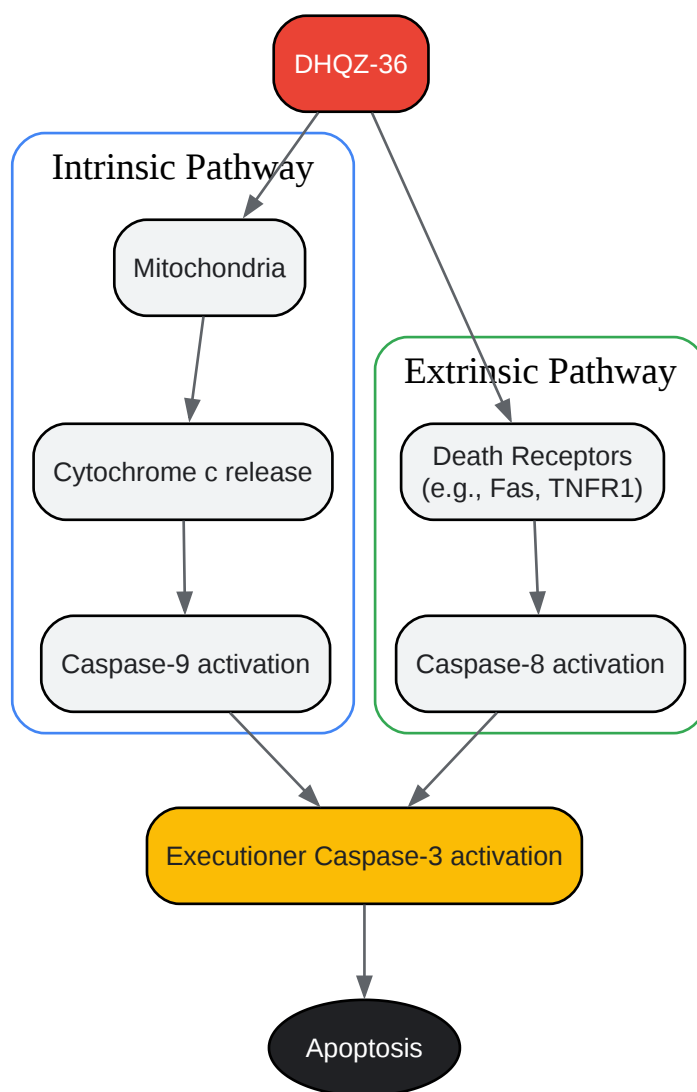 DHQZ-36
Intrinsic Pathway
Mitochondria
Cytochrome c release
Caspase-9 activation
Extrinsic Pathway
Death Receptors
(e.g., Fas, TNFR1)
Caspase-8 activation
Executioner Caspase-3 activation
Apoptosis